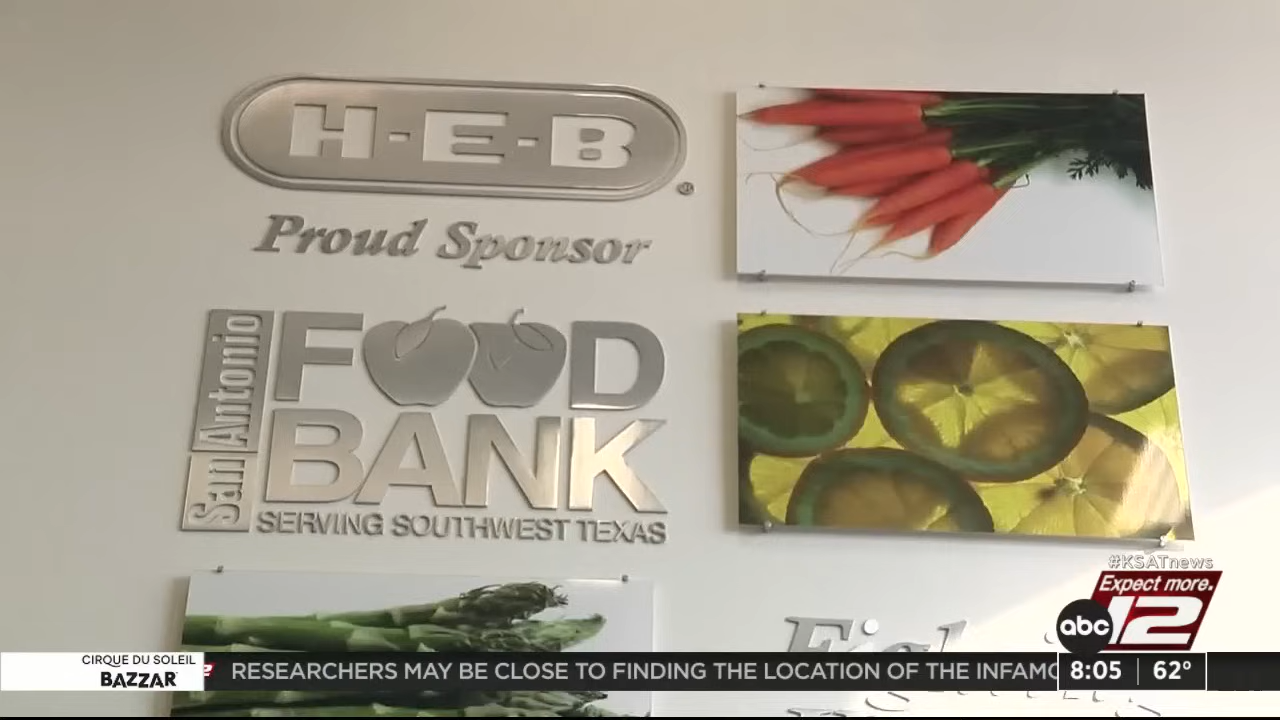 H-E-B
®
Proud Sponsor
San Antonio
FOOD
BANK
SERVING SOUTHWEST TEXAS
#KSATnews
Expect more.
abc 12
CIRQUE DU SOLEIL
BAZZAR
RESEARCHERS MAY BE CLOSE TO FINDING THE LOCATION OF THE INFAMO
8:05 62°